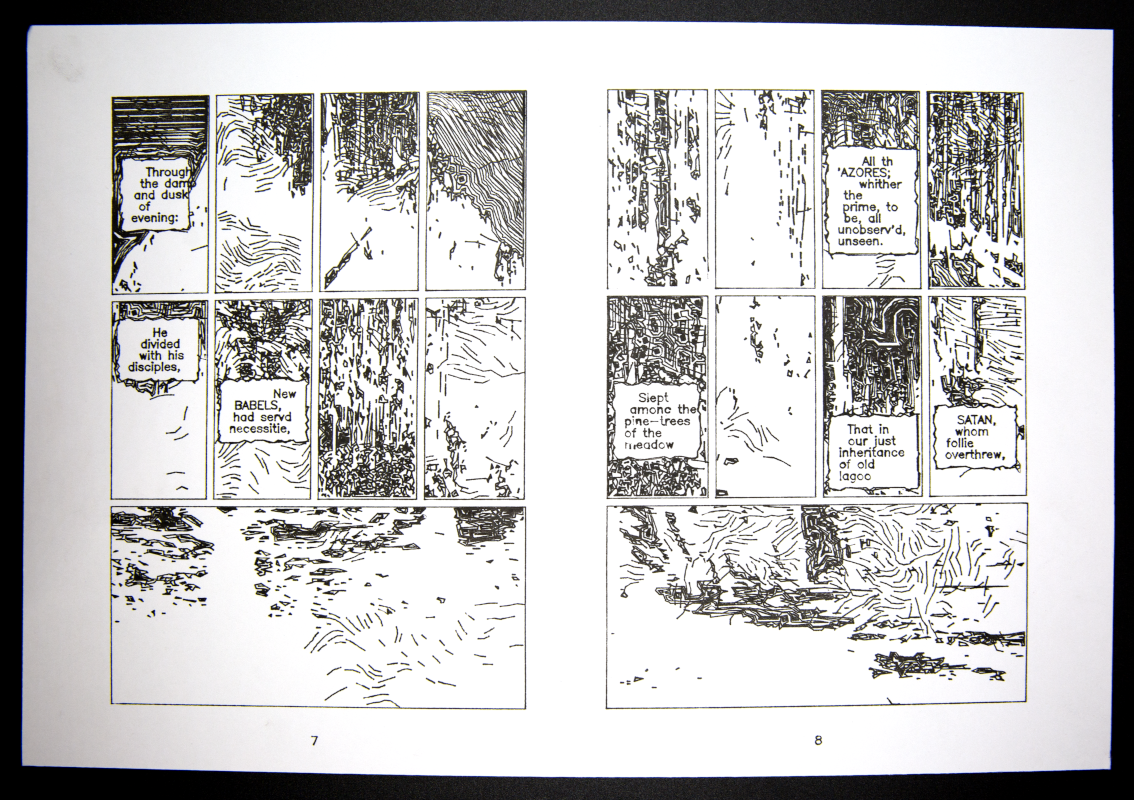 Through
the dam
and dusk
of
evening:
He
divided
with his
disciples,
New
BABELS,
had servd
necessitie,
7
All th
'AZORES;
whither
the
prime, to
be, all
unobserv'd,
unseen.
Slept
among the
pine-trees
of the
meadow
That in
our just
inheritance
of old
lagoo
SATAN,
whom
follie
overthrew,
8